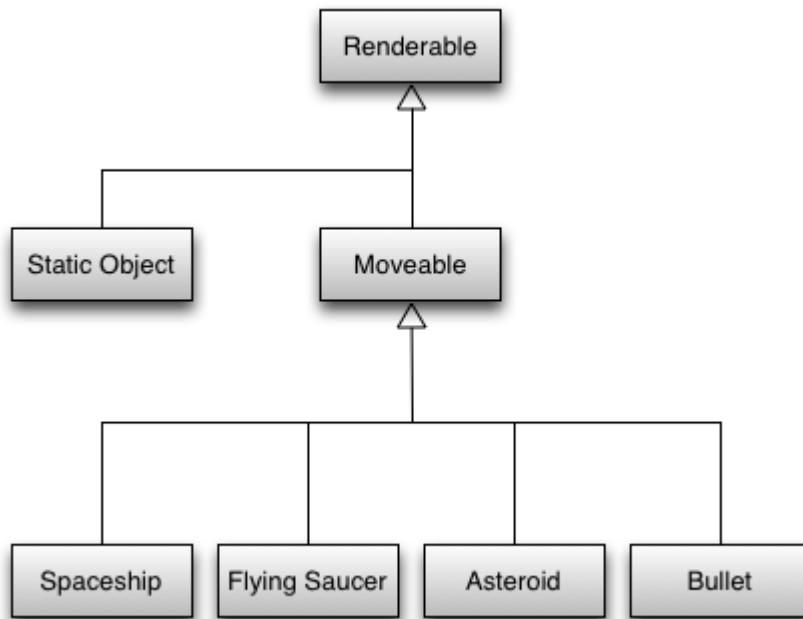 Renderable
Static Object
Moveable
Spaceship
Flying Saucer
Asteroid
Bullet